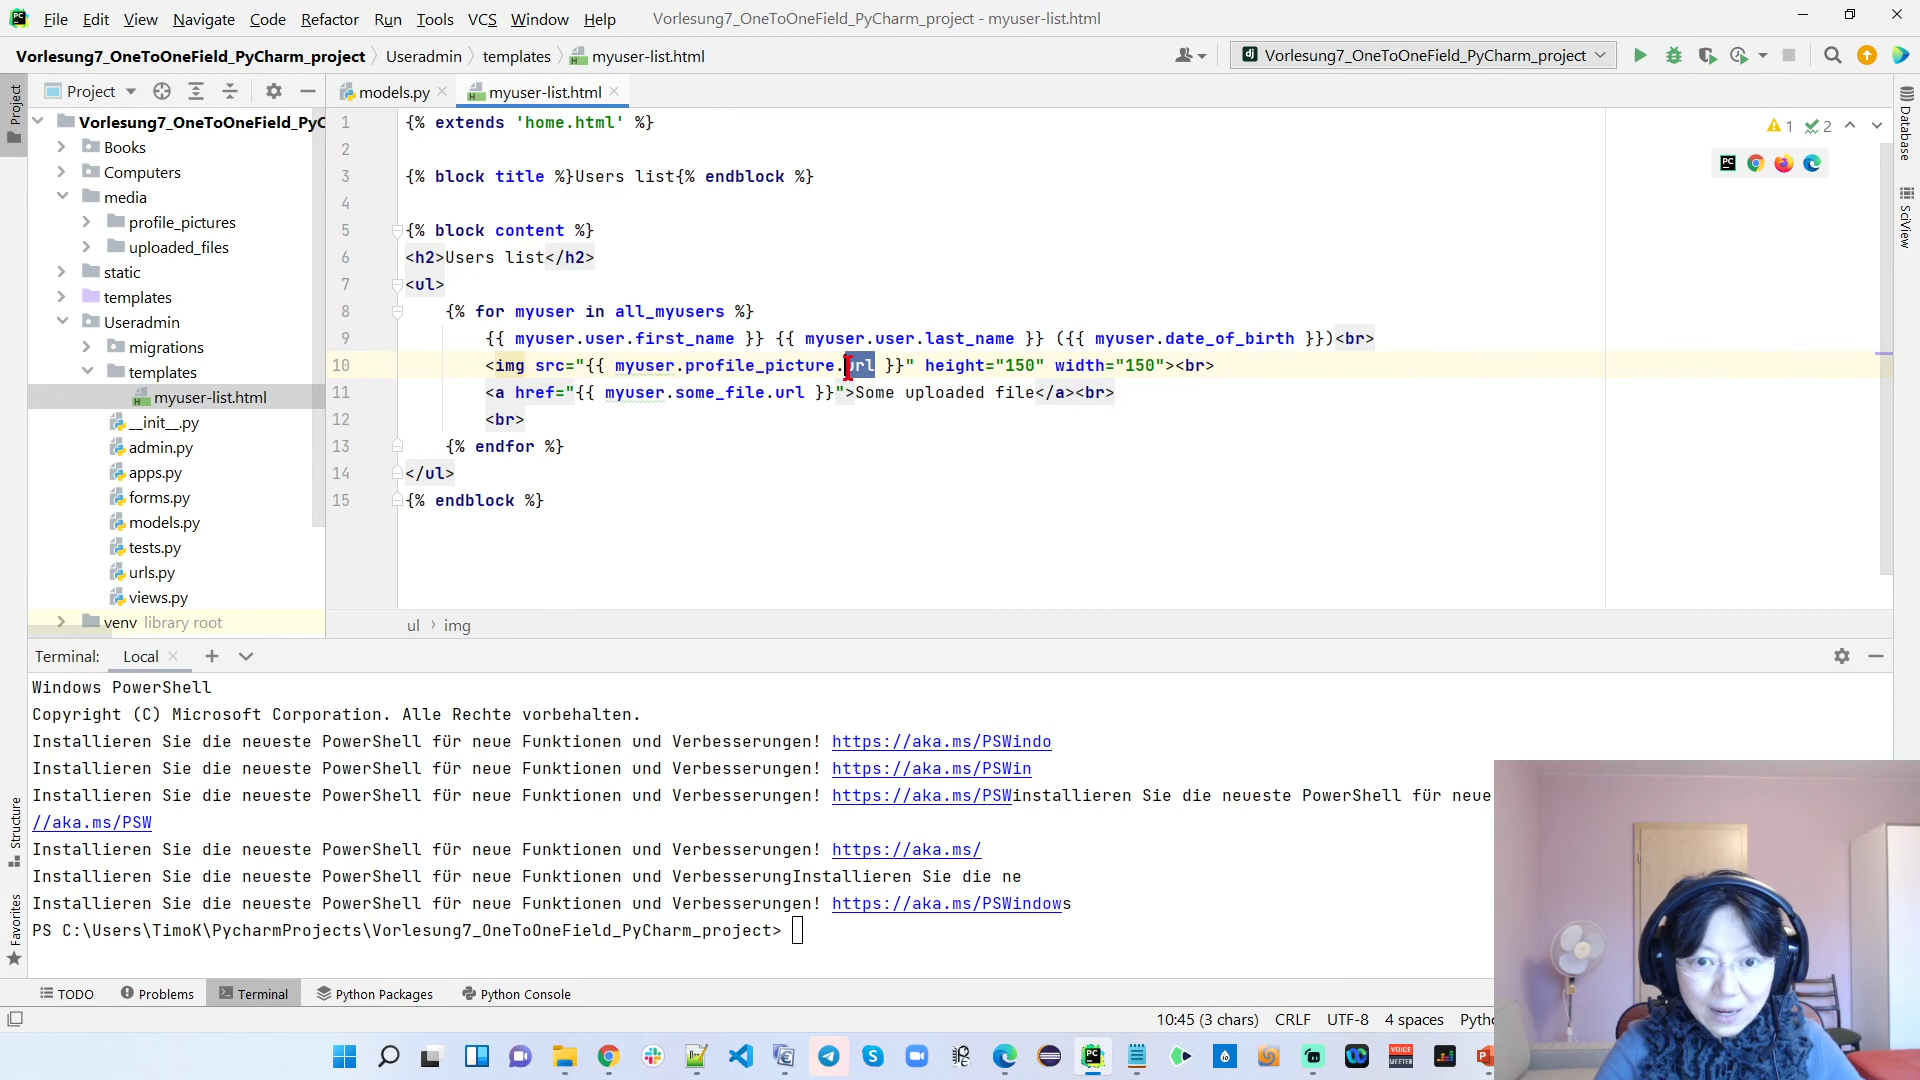 File Edit View Navigate Code Refactor Run Tools VCS Window Help Vorlesung7_OneToOneField_PyCharm_project - myuser-list.html
Vorlesung7_OneToOneField_PyCharm_project Useradmin templates myuser-list.html
Vorlesung7_OneToOneField_PyCharm_project
Project
models.py myuser-list.html
Project
Database
SciView
Structure
Favorites
Vorlesung7_OneToOneField_PyC
Books
Computers
media
profile_pictures
uploaded_files
static
templates
Useradmin
migrations
templates
myuser-list.html
__init__.py
admin.py
apps.py
forms.py
models.py
tests.py
urls.py
views.py
venv library root
1 {% extends 'home.html' %}
2
3 {% block title %}Users list{% endblock %}
4
5 {% block content %}
6 <h2>Users list</h2>
7 <ul>
8 {% for myuser in all_myusers %}
9 {{ myuser.user.first_name }} {{ myuser.user.last_name }} ({{ myuser.date_of_birth }})<br>
10 <img src="{{ myuser.profile_picture.url }}" height="150" width="150"><br>
11 <a href="{{ myuser.some_file.url }}">Some uploaded file</a><br>
12 <br>
13 {% endfor %}
14 </ul>
15 {% endblock %}
1 2
ul img
Terminal: Local
Windows PowerShell
Copyright (C) Microsoft Corporation. Alle Rechte vorbehalten.
Installieren Sie die neueste PowerShell für neue Funktionen und Verbesserungen! https://aka.ms/PSWindo
Installieren Sie die neueste PowerShell für neue Funktionen und Verbesserungen! https://aka.ms/PSWin
Installieren Sie die neueste PowerShell für neue Funktionen und Verbesserungen! https://aka.ms/PSWinstallieren Sie die neueste PowerShell für neue
//aka.ms/PSW
Installieren Sie die neueste PowerShell für neue Funktionen und Verbesserungen! https://aka.ms/
Installieren Sie die neueste PowerShell für neue Funktionen und VerbesserungInstallieren Sie die ne
Installieren Sie die neueste PowerShell für neue Funktionen und Verbesserungen! https://aka.ms/PSWindows
PS C:\Users\TimoK\PycharmProjects\Vorlesung7_OneToOneField_PyCharm_project>
TODO Problems Terminal Python Packages Python Console
10:45 (3 chars) CRLF UTF-8 4 spaces Pytho
VOICE
MEETER